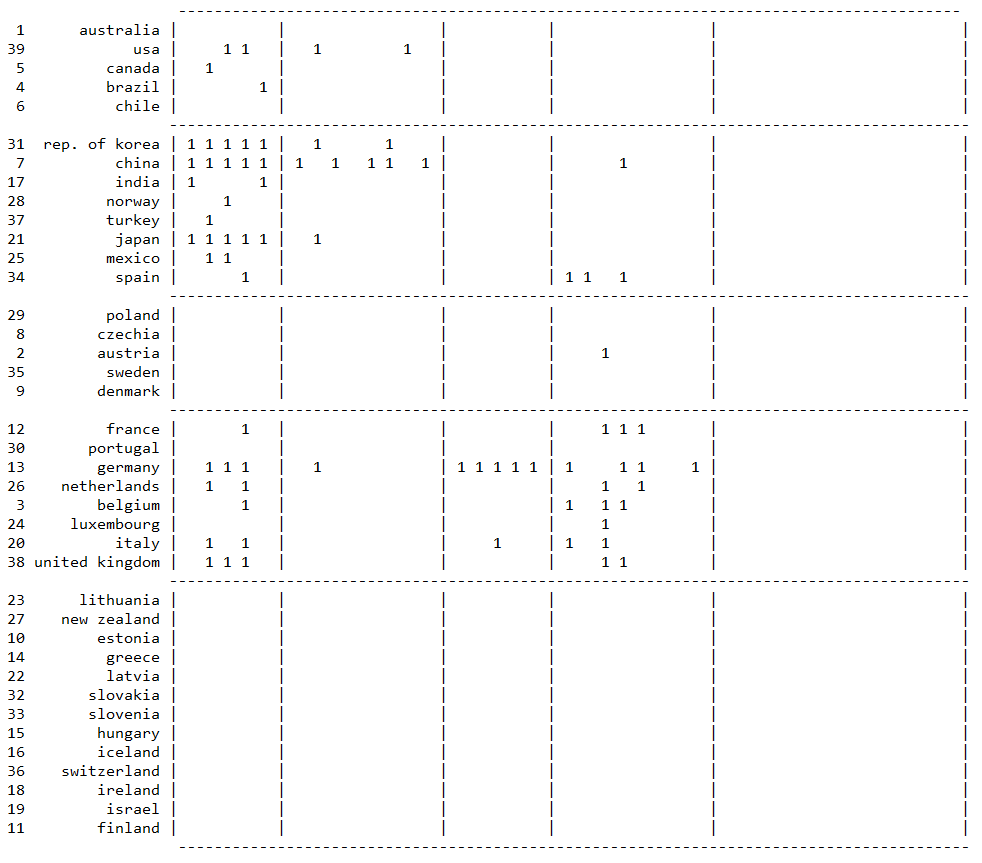 ------------------------------------------------------------------------------------------
 1      australia |           |                 |           |                 |                           |
39            usa |     1 1   |   1         1   |           |                 |                           |
 5         canada |   1       |                 |           |                 |                           |
 4         brazil |         1 |                 |           |                 |                           |
 6          chile |           |                 |           |                 |                           |
------------------------------------------------------------------------------------------
31  rep. of korea | 1 1 1 1 1 |   1       1     |           |                 |                           |
 7          china | 1 1 1 1 1 | 1   1   1 1   1 |           |       1         |                           |
17          india | 1       1 |                 |           |                 |                           |
28         norway |     1     |                 |           |                 |                           |
37         turkey |   1       |                 |           |                 |                           |
21          japan | 1 1 1 1 1 |   1             |           |                 |                           |
25         mexico |   1 1     |                 |           |                 |                           |
34          spain |       1   |                 |           | 1 1   1         |                           |
------------------------------------------------------------------------------------------
29         poland |           |                 |           |                 |                           |
 8        czechia |           |                 |           |                 |                           |
 2        austria |           |                 |           |     1           |                           |
35         sweden |           |                 |           |                 |                           |
 9        denmark |           |                 |           |                 |                           |
------------------------------------------------------------------------------------------
12         france |       1   |                 |           |     1 1 1       |                           |
30       portugal |           |                 |           |                 |                           |
13        germany |   1 1 1   |   1             | 1 1 1 1 1 | 1     1 1     1 |                           |
26    netherlands |   1   1   |                 |           |     1   1       |                           |
 3        belgium |       1   |                 |           | 1   1 1         |                           |
24     luxembourg |           |                 |           |     1           |                           |
20          italy |   1   1   |                 |     1     | 1   1           |                           |
38 united kingdom |   1 1 1   |                 |           |     1 1         |                           |
------------------------------------------------------------------------------------------
23      lithuania |           |                 |           |                 |                           |
27    new zealand |           |                 |           |                 |                           |
10        estonia |           |                 |           |                 |                           |
14         greece |           |                 |           |                 |                           |
22         latvia |           |                 |           |                 |                           |
32       slovakia |           |                 |           |                 |                           |
33       slovenia |           |                 |           |                 |                           |
15        hungary |           |                 |           |                 |                           |
16        iceland |           |                 |           |                 |                           |
36    switzerland |           |                 |           |                 |                           |
18        ireland |           |                 |           |                 |                           |
19         israel |           |                 |           |                 |                           |
11        finland |           |                 |           |                 |                           |
------------------------------------------------------------------------------------------